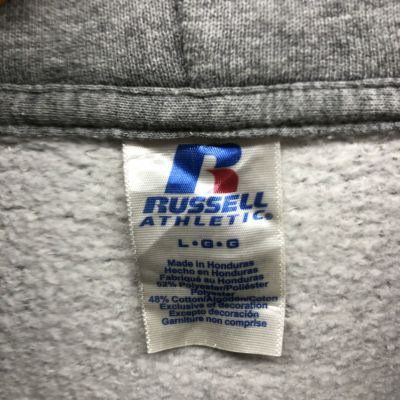 R
RUSSELL
ATHLETIC®
L • G • G
Made in Honduras
Hecho en Honduras
Fabriqué au Honduras
52% Polyester/Poliéster
Polyester
48% Cotton/Algodon/Coton
Exclusive of decoration
Excepto decoración
Garniture non comprise